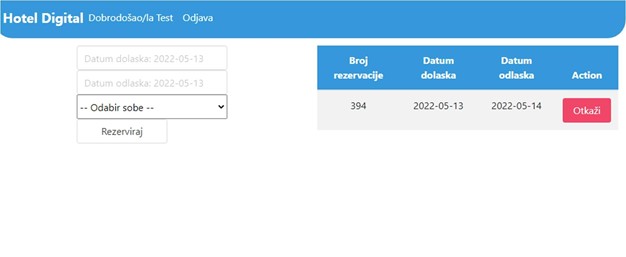 Hotel Digital Dobrodošao/la Test Odjava
Datum dolaska: 2022-05-13
Datum odlaska: 2022-05-13
-- Odabir sobe --
Rezerviraj
Broj rezervacije Datum dolaska Datum odlaska Action
394 2022-05-13 2022-05-14 Otkaži